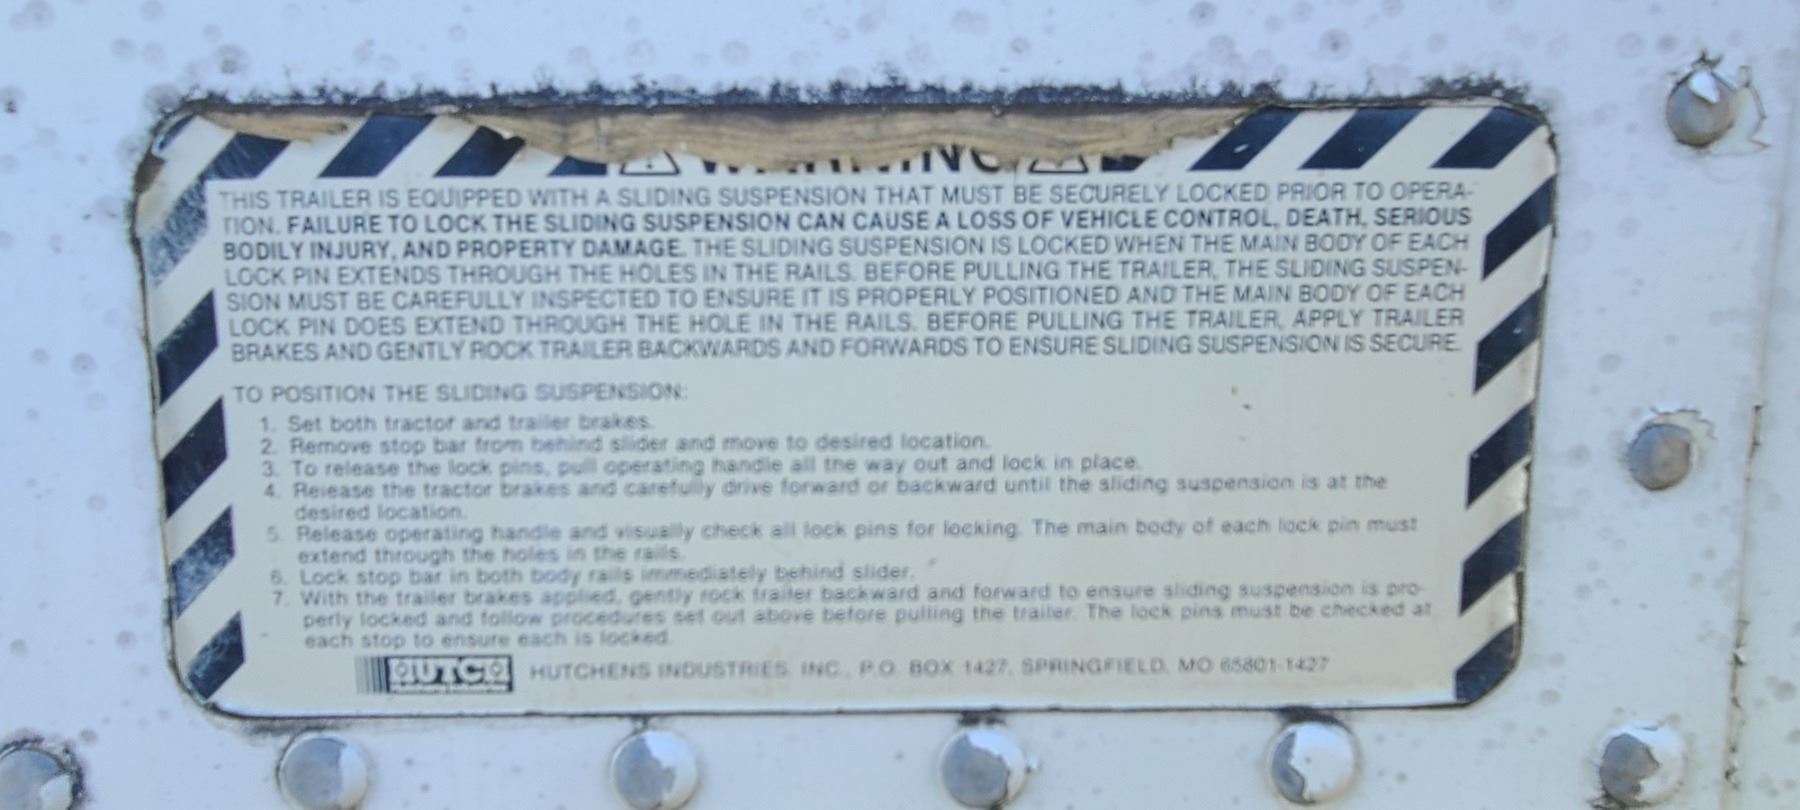 WARNING
THIS TRAILER IS EQUIPPED WITH A SLIDING SUSPENSION THAT MUST BE SECURELY LOCKED PRIOR TO OPERA-
TION. FAILURE TO LOCK THE SLIDING SUSPENSION CAN CAUSE A LOSS OF VEHICLE CONTROL, DEATH, SERIOUS
BODILY INJURY, AND PROPERTY DAMAGE. THE SLIDING SUSPENSION IS LOCKED WHEN THE MAIN BODY OF EACH
LOCK PIN EXTENDS THROUGH THE HOLES IN THE RAILS. BEFORE PULLING THE TRAILER, THE SLIDING SUSPEN-
SION MUST BE CAREFULLY INSPECTED TO ENSURE IT IS PROPERLY POSITIONED AND THE MAIN BODY OF EACH
LOCK PIN DOES EXTEND THROUGH THE HOLE IN THE RAILS. BEFORE PULLING THE TRAILER, APPLY TRAILER
BRAKES AND GENTLY ROCK TRAILER BACKWARDS AND FORWARDS TO ENSURE SLIDING SUSPENSION IS SECURE.
TO POSITION THE SLIDING SUSPENSION:
1. Set both tractor and trailer brakes.
2. Remove stop bar from behind slider and move to desired location.
3. To release the lock pins, pull operating handle all the way out and lock in place.
4. Release the tractor brakes and carefully drive forward or backward until the sliding suspension is at the
desired location.
5. Release operating handle and visually check all lock pins for locking. The main body of each lock pin must
extend through the holes in the rails.
6. Lock stop bar in both body rails immediately behind slider.
7. With the trailer brakes applied, gently rock trailer backward and forward to ensure sliding suspension is pro-
perly locked and follow procedures set out above before pulling the trailer. The lock pins must be checked at
each stop to ensure each is locked.
HUTCH HUTCHENS INDUSTRIES, INC., P.O. BOX 1427, SPRINGFIELD, MO 65801-1427